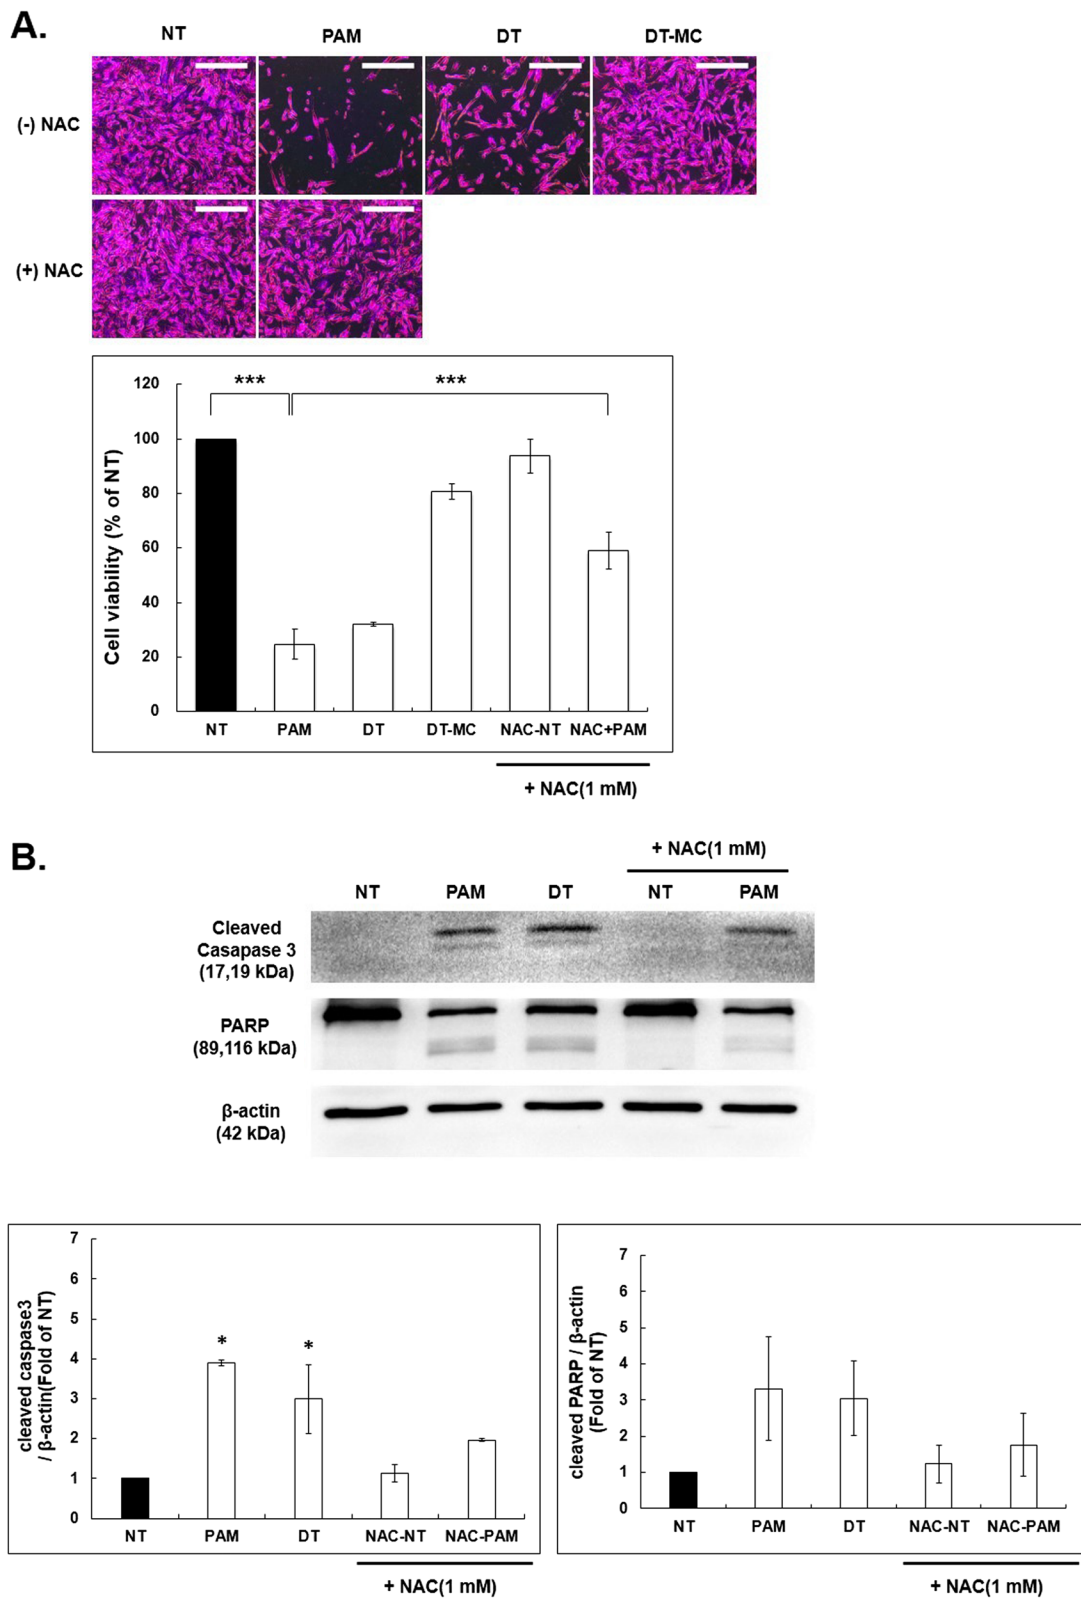 A.
NT PAM DT DT-MC
(-) NAC
(+) NAC
*** ***
120
100
80
60
40
20
0
Cell viability (% of NT)
NT PAM DT DT-MC NAC-NT NAC+PAM
+ NAC(1 mM)
B.
+ NAC(1 mM)
NT PAM DT NT PAM
Cleaved
Casapase 3
(17,19 kDa)
PARP
(89,116 kDa)
β-actin
(42 kDa)
7
6
5
4
3
2
1
0
cleaved caspase3
/ β-actin(Fold of NT)
* *
NT PAM DT NAC-NT NAC-PAM
+ NAC(1 mM)
7
6
5
4
3
2
1
0
cleaved PARP / β-actin
(Fold of NT)
NT PAM DT NAC-NT NAC-PAM
+ NAC(1 mM)